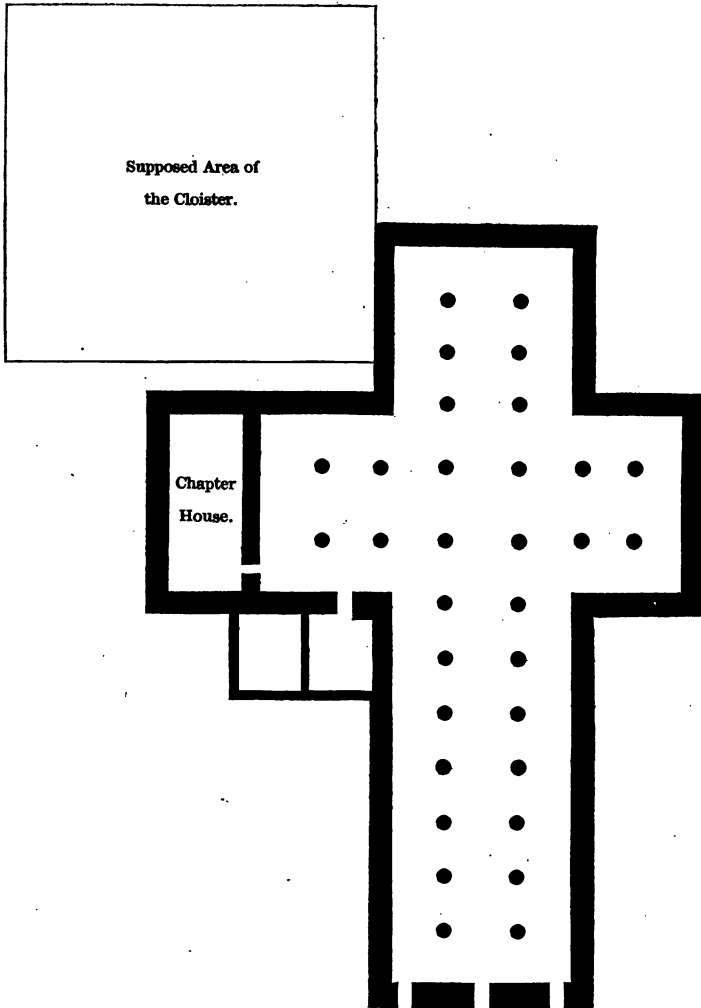 Supposed Area of
the Cloister.
Chapter
House.